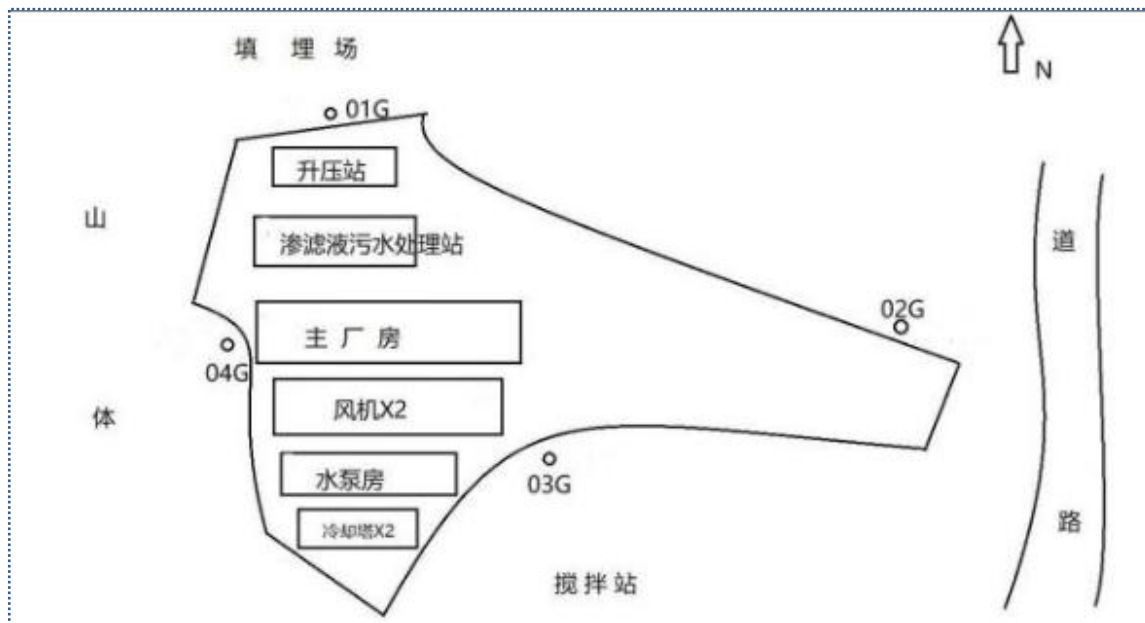 填 埋 场
N
01G
升压站
山
道
渗滤液污水处理站
02G
主 厂 房
04G
风机X2
体
水泵房
03G
冷却塔X2
路
搅拌站